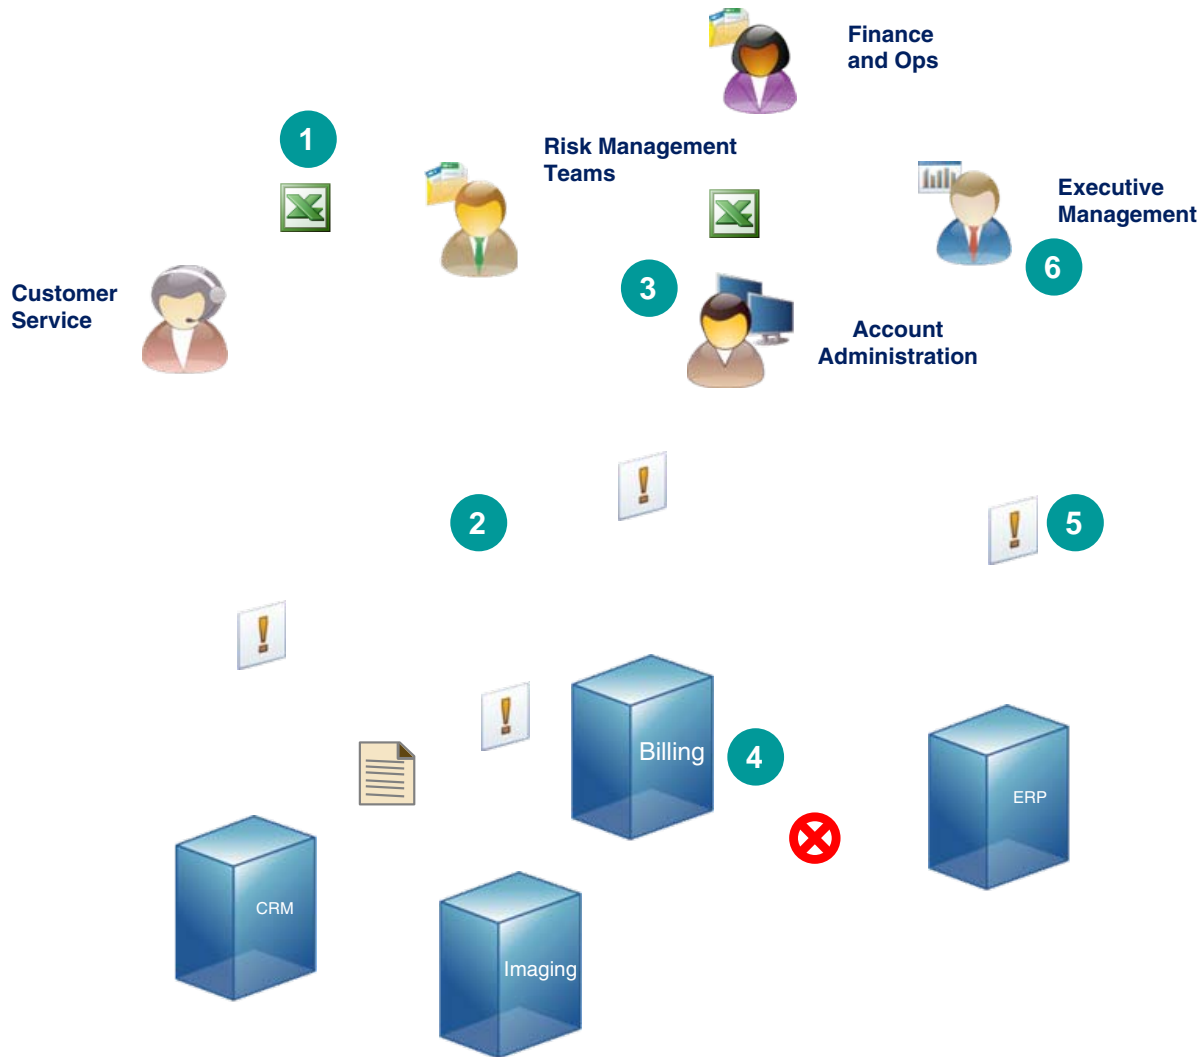 Finance
and Ops
1
Risk Management
Teams
Executive
Management
6
3
Customer
Service
Account
Administration
2
5
Billing
4
ERP
CRM
Imaging